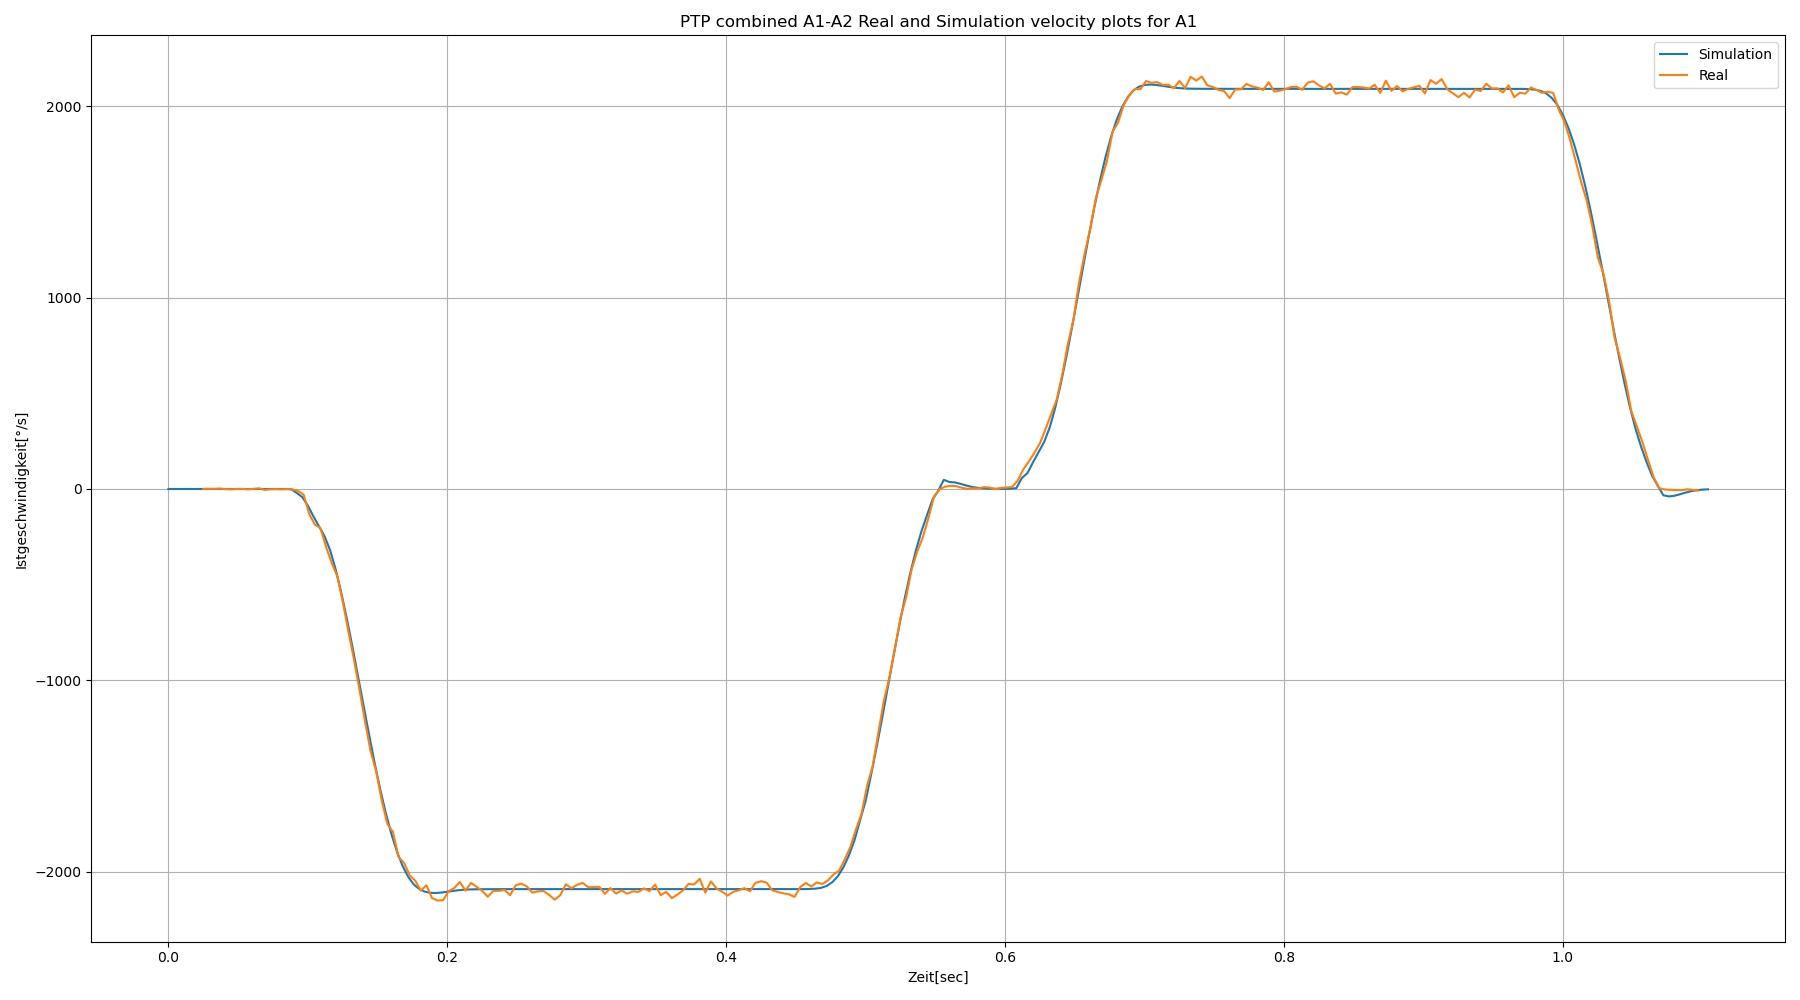 PTP combined A1-A2 Real and Simulation velocity plots for A1
Simulation
Real
2000
1000
0
−1000
−2000
Istgeschwindigkeit[°/s]
0.0
0.2
0.4
0.6
0.8
1.0
Zeit[sec]